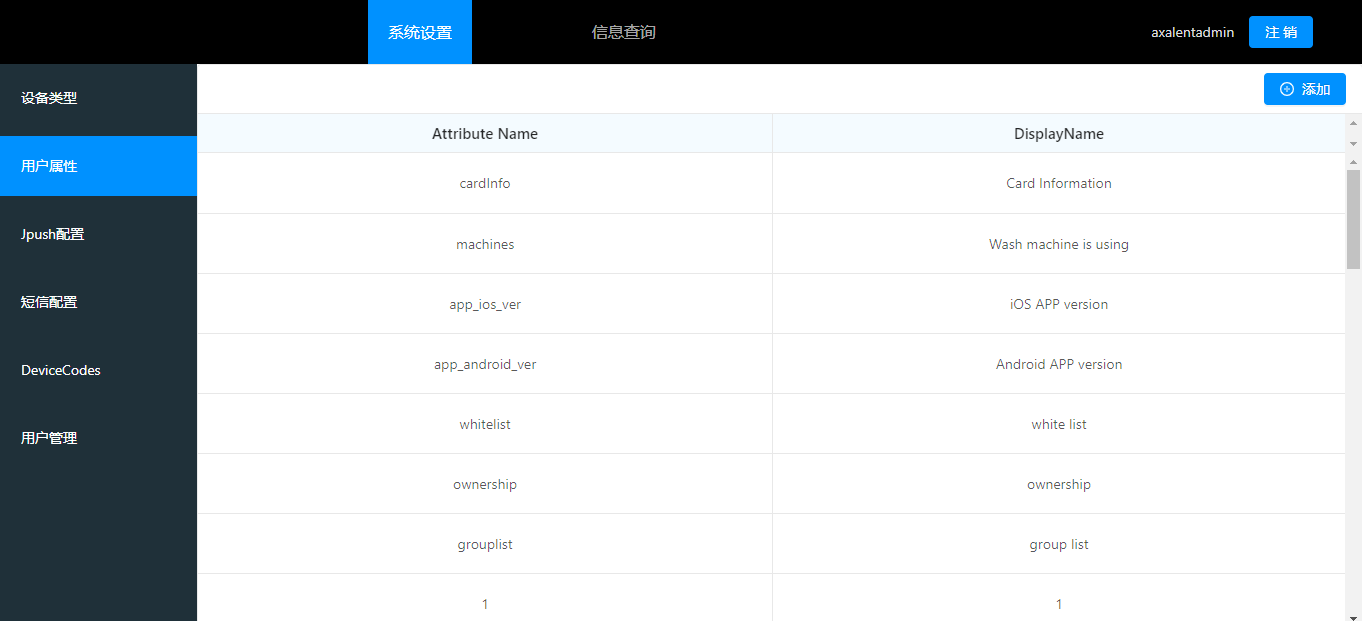 系统设置 信息查询 axalentadmin 注 销
设备类型
用户属性
Jpush配置
短信配置
DeviceCodes
用户管理
添加
Attribute Name DisplayName
cardInfo Card Information
machines Wash machine is using
app_ios_ver iOS APP version
app_android_ver Android APP version
whitelist white list
ownership ownership
grouplist group list
1 1